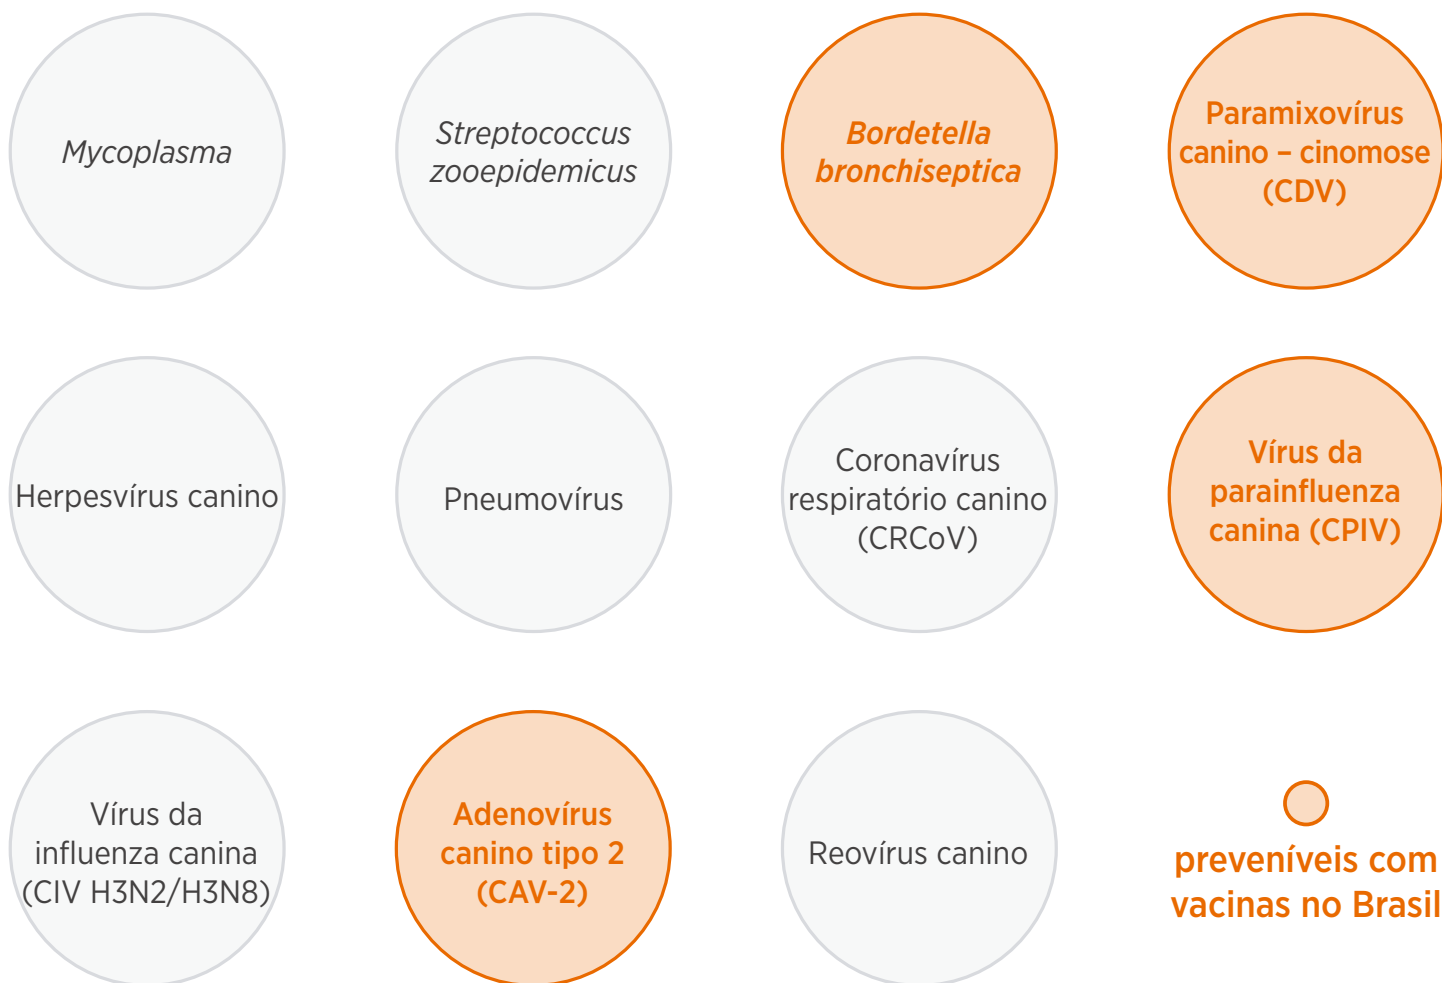 Mycoplasma
Streptococcus
zooepidemicus
Bordetella
bronchiseptica
Paramixovírus
canino – cinomose
(CDV)
Herpesvírus canino
Pneumovírus
Coronavírus
respiratório canino
(CRCoV)
Vírus da
parainfluenza
canina (CPIV)
Vírus da
influenza canina
(CIV H3N2/H3N8)
Adenovírus
canino tipo 2
(CAV-2)
Reovírus canino
preveníveis com
vacinas no Brasil